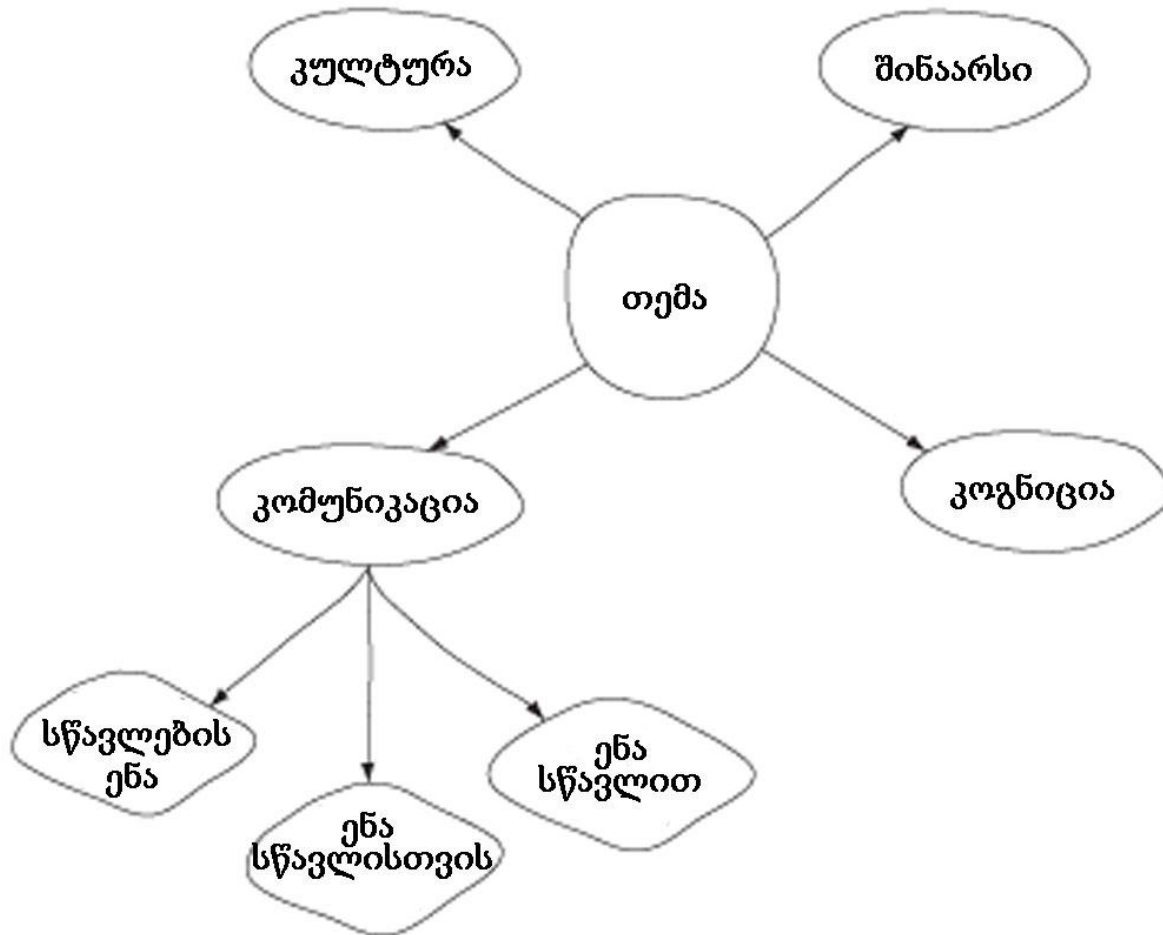 კულტურა
შინაარსი
თემა
კომუნიკაცია
კოგნიცია
სწავლების
ენა
ენა
სწავლისთვის
ენა
სწავლით